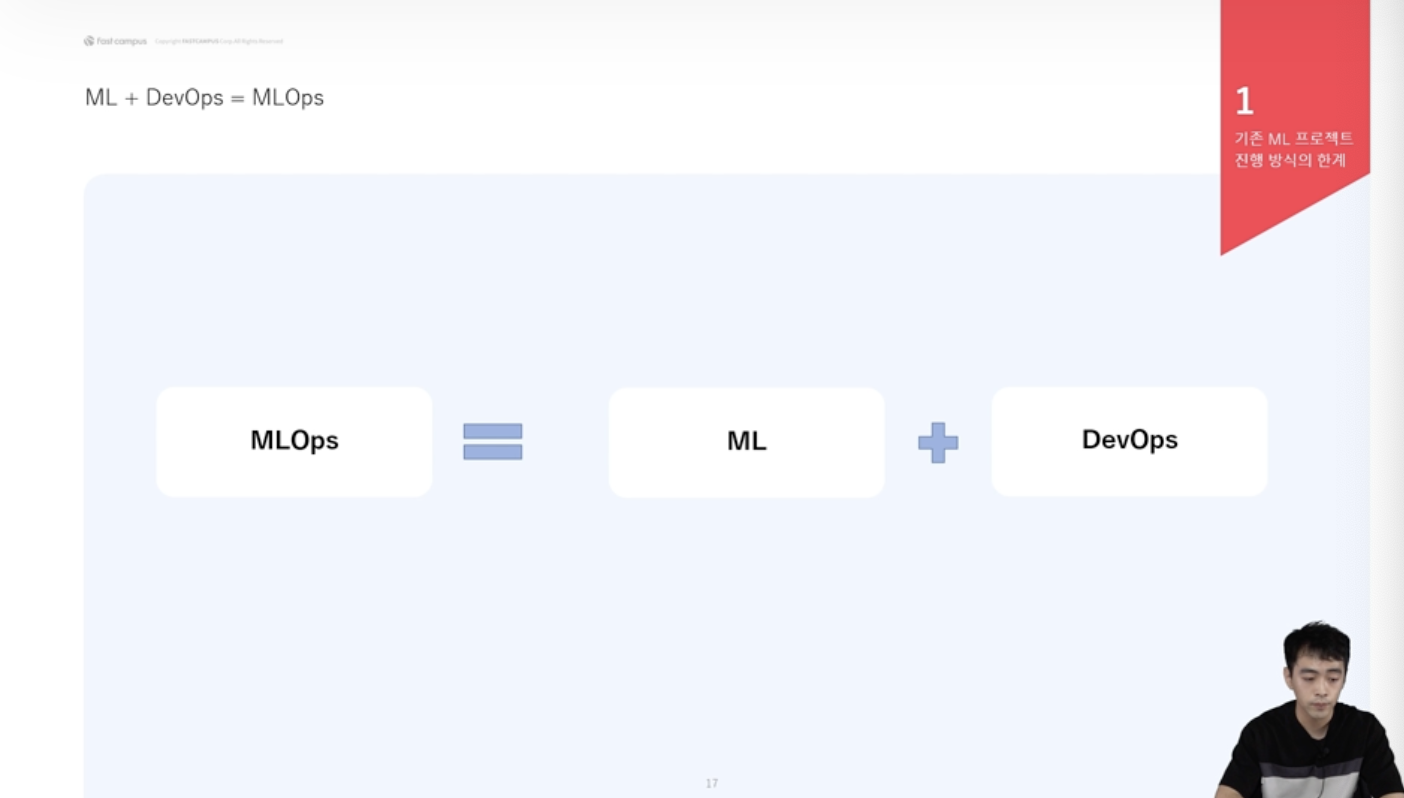 fast campus Copyright FASTCAMPUS Corp. All Rights Reserved
ML + DevOps = MLOps
1
기존 ML 프로젝트
진행 방식의 한계
MLOps
ML
DevOps
17